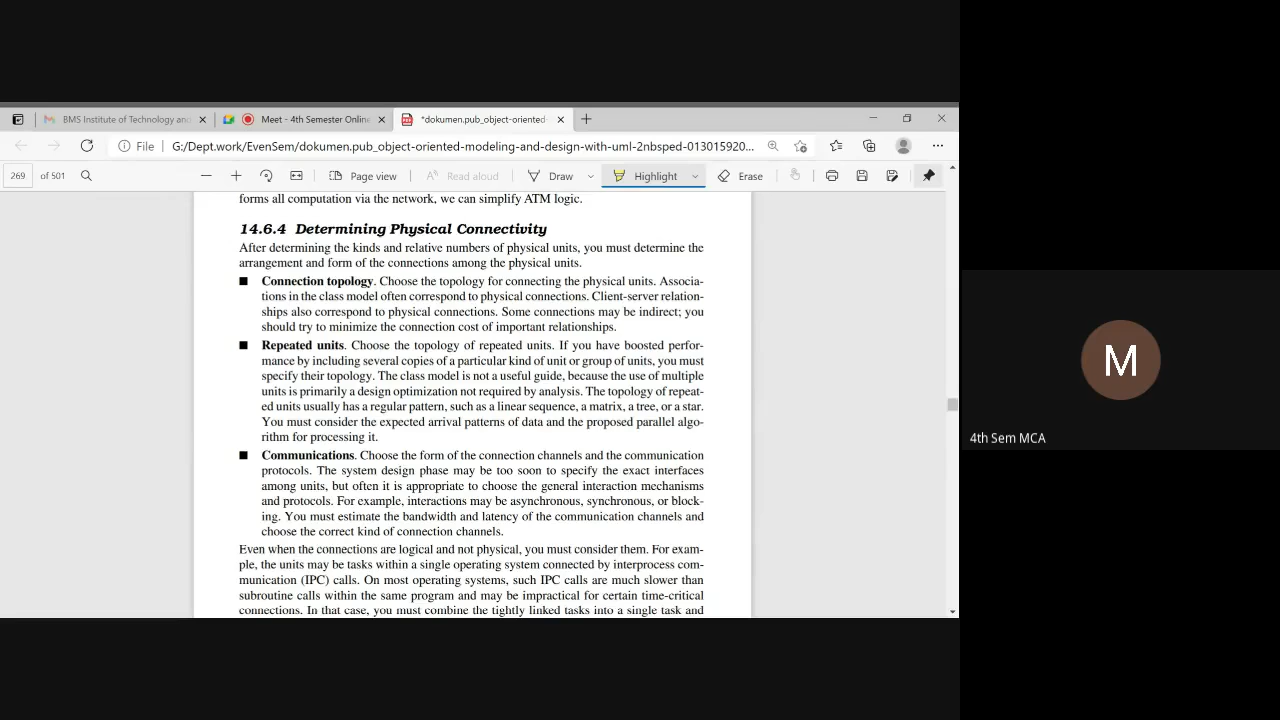 BMS Institute of Technology and
Meet - 4th Semester Online
*dokumen.pub_object-oriented-
File
G:/Dept.work/EvenSem/dokumen.pub_object-oriented-modeling-and-design-with-uml-2nbsped-013015920...
269 of 501
Page view
Read aloud
Draw
Highlight
Erase
forms all computation via the network, we can simplify ATM logic.
14.6.4 Determining Physical Connectivity
After determining the kinds and relative numbers of physical units, you must determine the
arrangement and form of the connections among the physical units.
■ Connection topology. Choose the topology for connecting the physical units. Associa-
tions in the class model often correspond to physical connections. Client-server relation-
ships also correspond to physical connections. Some connections may be indirect; you
should try to minimize the connection cost of important relationships.
■ Repeated units. Choose the topology of repeated units. If you have boosted perfor-
mance by including several copies of a particular kind of unit or group of units, you must
specify their topology. The class model is not a useful guide, because the use of multiple
units is primarily a design optimization not required by analysis. The topology of repeat-
ed units usually has a regular pattern, such as a linear sequence, a matrix, a tree, or a star.
You must consider the expected arrival patterns of data and the proposed parallel algo-
rithm for processing it.
■ Communications. Choose the form of the connection channels and the communication
protocols. The system design phase may be too soon to specify the exact interfaces
among units, but often it is appropriate to choose the general interaction mechanisms
and protocols. For example, interactions may be asynchronous, synchronous, or block-
ing. You must estimate the bandwidth and latency of the communication channels and
choose the correct kind of connection channels.
Even when the connections are logical and not physical, you must consider them. For exam-
ple, the units may be tasks within a single operating system connected by interprocess com-
munication (IPC) calls. On most operating systems, such IPC calls are much slower than
subroutine calls within the same program and may be impractical for certain time-critical
connections. In that case, you must combine the tightly linked tasks into a single task and
M
4th Sem MCA